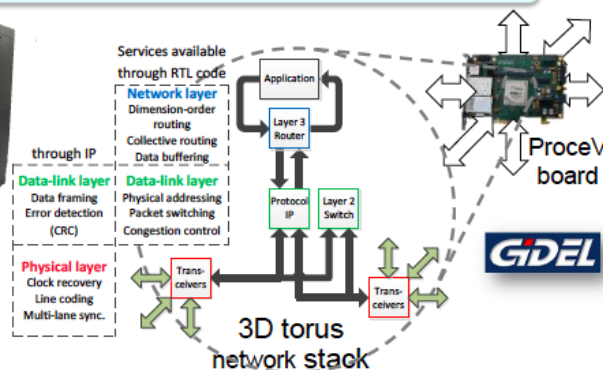 Services available
through RTL code
Network layer
Dimension-order
routing
Collective routing
Data buffering
through IP
Data-link layer
Data framing
Error detection
(CRC)
Data-link layer
Physical addressing
Packet switching
Congestion control
Physical layer
Clock recovery
Line coding
Multi-lane sync.
Application
Layer 3
Router
Protocol
IP
Layer 2
Switch
Trans-
ceivers
Trans-
ceivers
3D torus
network stack
ProceV
board
GiDEL